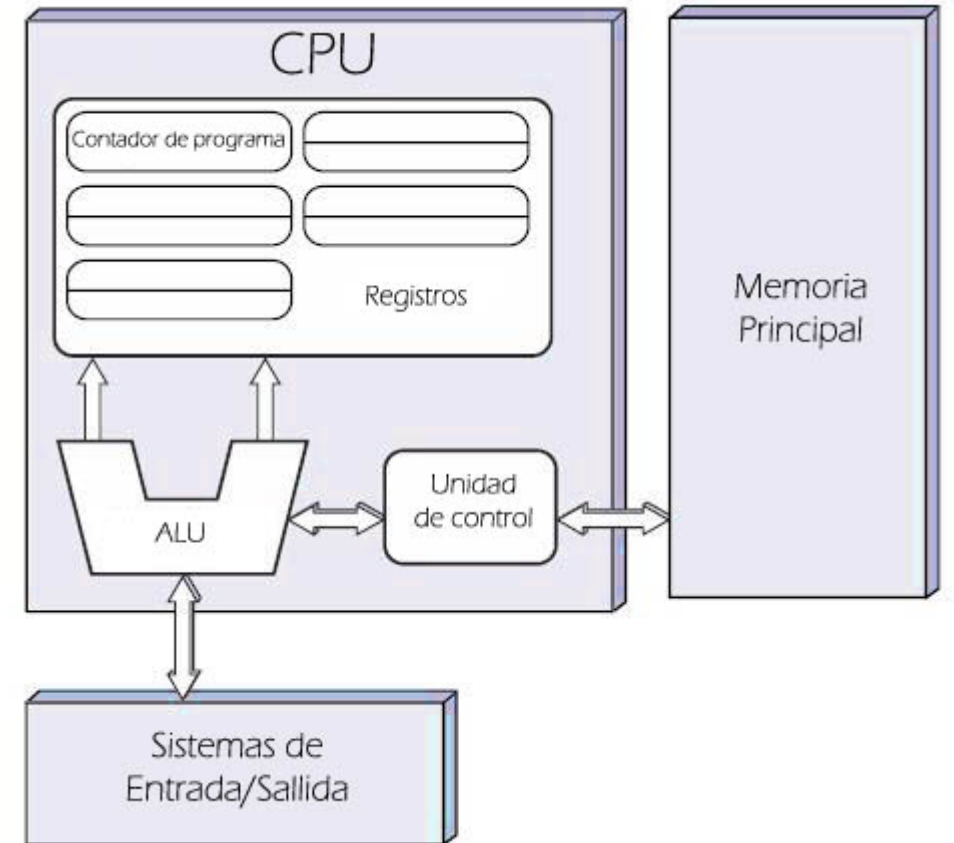 CPU
Contador de programa
Registros
Memoria
Principal
Unidad
de control
ALU
Sistemas de
Entrada/Sallida